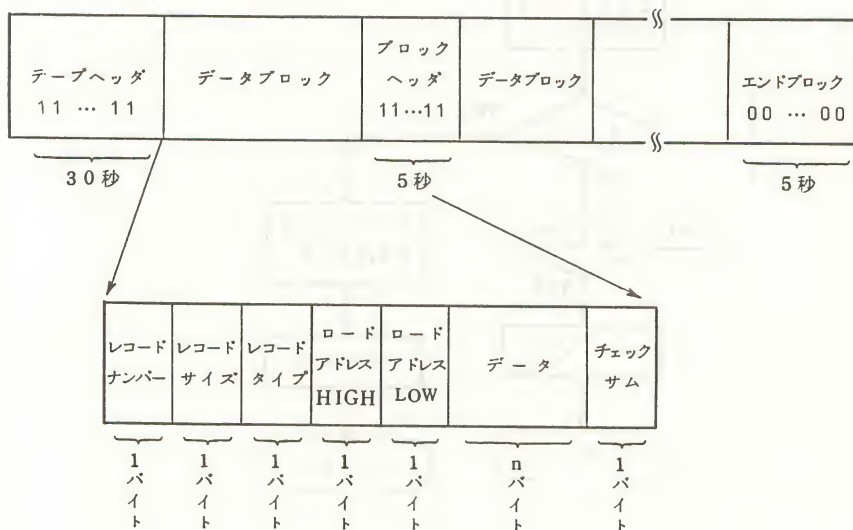 テープヘッダ
11 … 11
データブロック
ブロック
ヘッダ
11…11
データブロック
エンドブロック
00 … 00
30秒
5秒
5秒
レコード
ナンバー
レコード
サイズ
レコード
タイプ
ロード
アドレス
HIGH
ロード
アドレス
LOW
データ
チェック
サム
1バイト
1バイト
1バイト
1バイト
1バイト
nバイト
1バイト